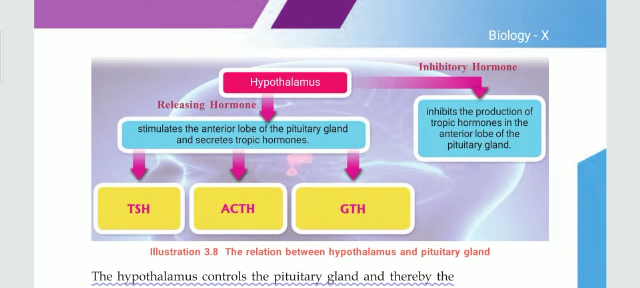 Biology - X
Inhibitory Hormone
Hypothalamus
Releasing Hormone
stimulates the anterior lobe of the pituitary gland
and secretes tropic hormones.
inhibits the production of
tropic hormones in the
anterior lobe of the
pituitary gland.
TSH
ACTH
GTH
Illustration 3.8 The relation between hypothalamus and pituitary gland
The hypothalamus controls the pituitary gland and thereby the